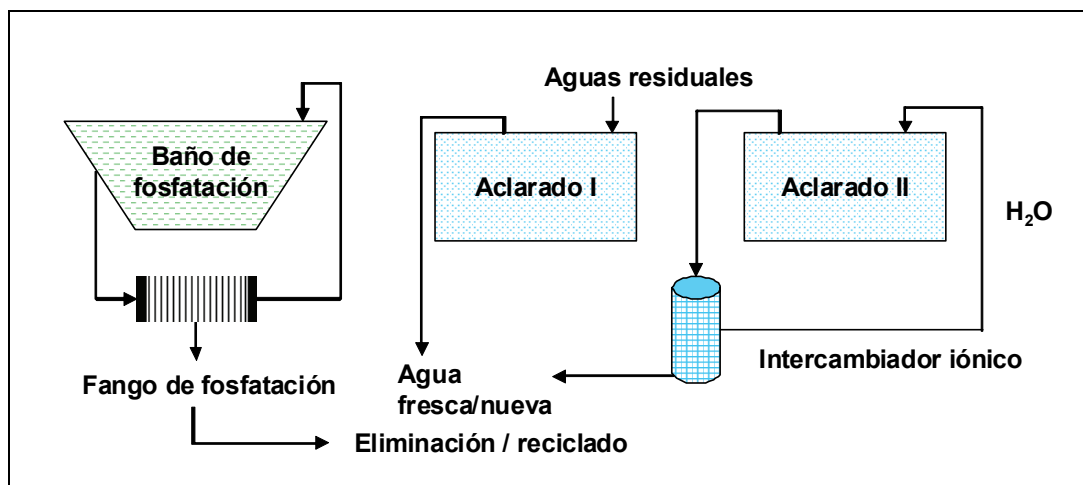 Aguas residuales
Baño de
fosfatación
Aclarado I
Aclarado II
H₂O
Intercambiador iónico
Fango de fosfatación
Agua
fresca/nueva
Eliminación / reciclado